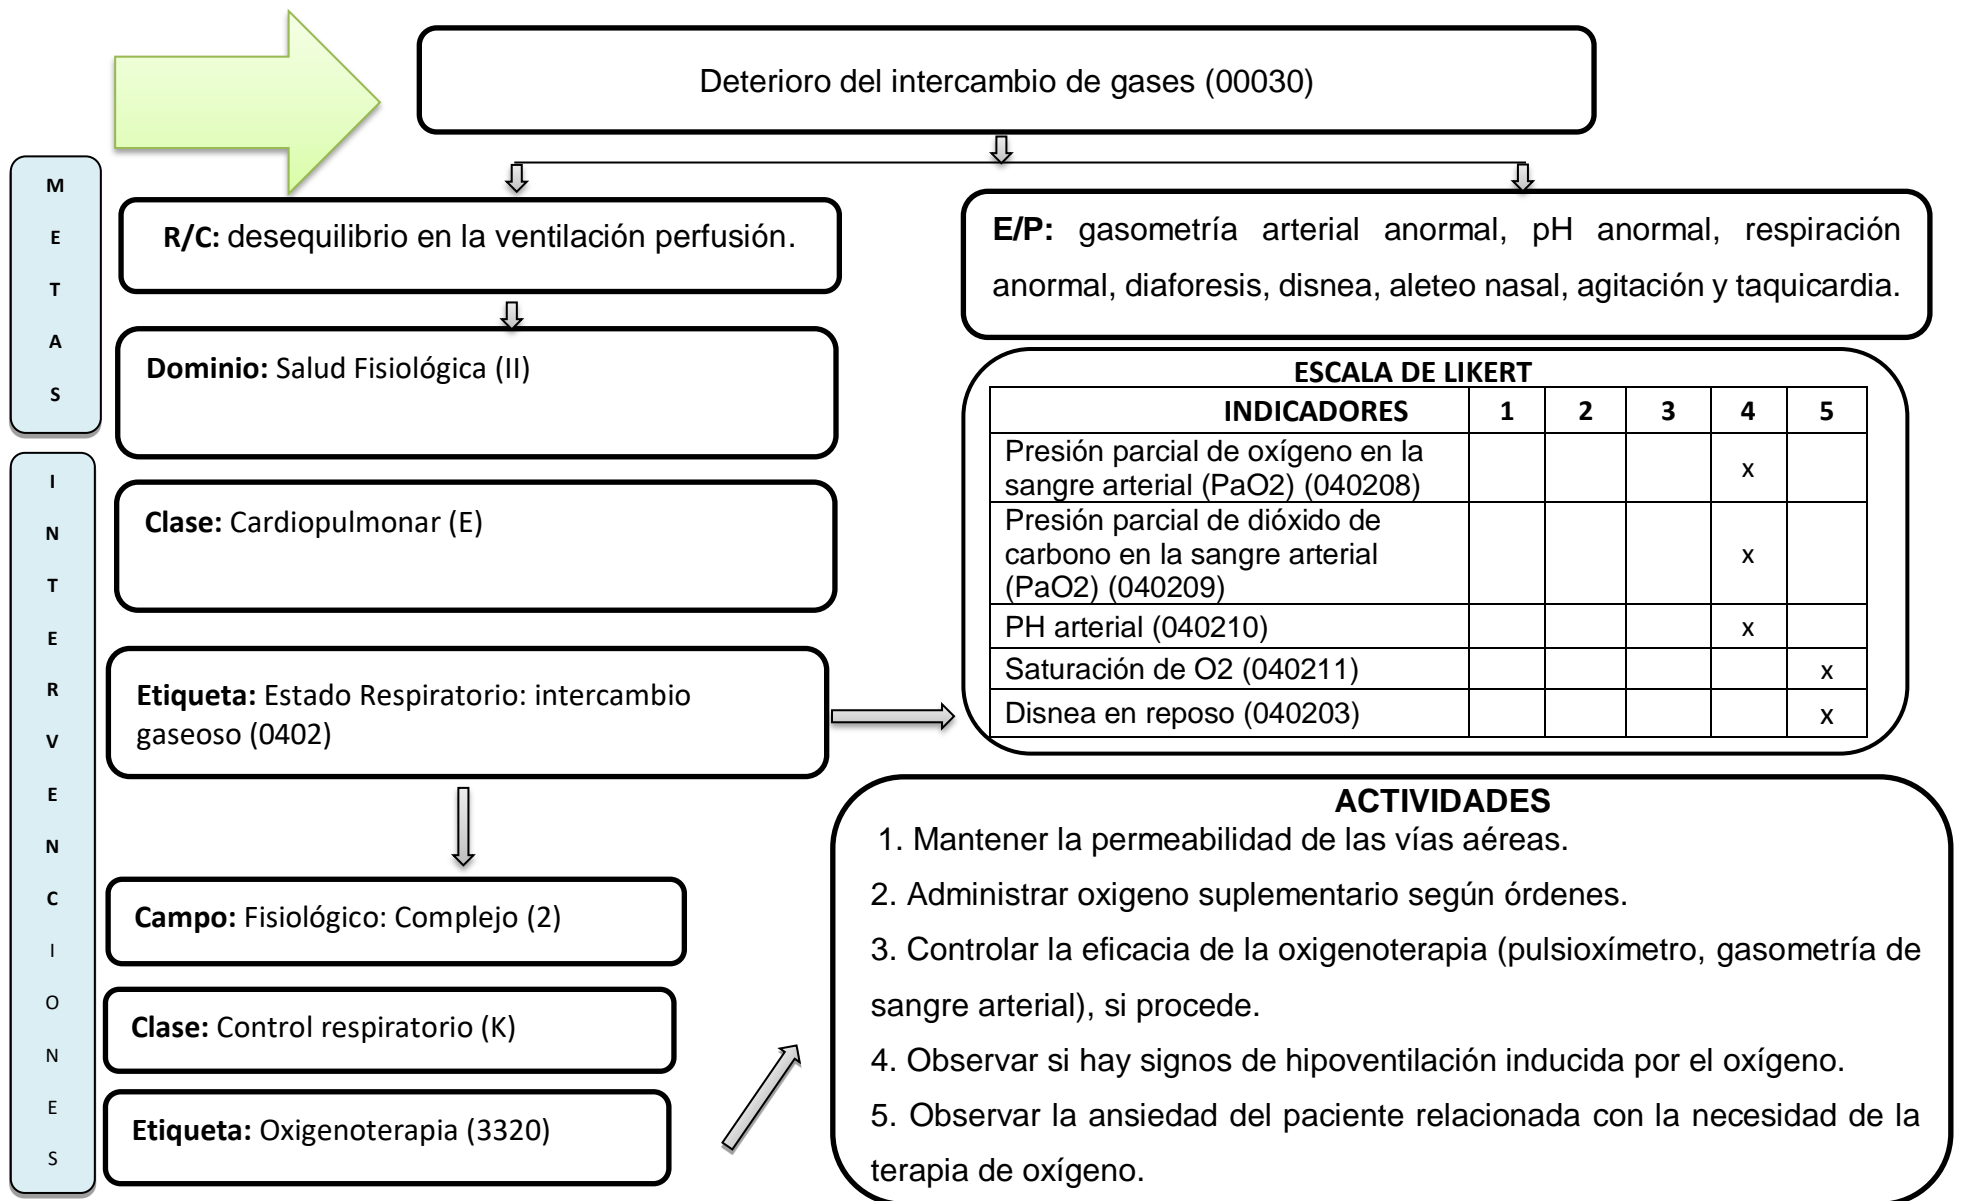 Deterioro del intercambio de gases (00030)
M
E
T
A
S
R/C: desequilibrio en la ventilación perfusión.
E/P: gasometría arterial anormal, pH anormal, respiración
anormal, diaforesis, disnea, aleteo nasal, agitación y taquicardia.
Dominio: Salud Fisiológica (II)
Clase: Cardiopulmonar (E)
Etiqueta: Estado Respiratorio: intercambio
gaseoso (0402)
ESCALA DE LIKERT
INDICADORES 1 2 3 4 5
Presión parcial de oxígeno en la
sangre arterial (PaO2) (040208) x
Presión parcial de dióxido de
carbono en la sangre arterial x
(PaO2) (040209)
PH arterial (040210) x
Saturación de O2 (040211) x
Disnea en reposo (040203) x
I
N
T
E
R
V
E
N
C
I
O
N
E
S
Campo: Fisiológico: Complejo (2)
Clase: Control respiratorio (K)
Etiqueta: Oxigenoterapia (3320)
ACTIVIDADES
1. Mantener la permeabilidad de las vías aéreas.
2. Administrar oxigeno suplementario según órdenes.
3. Controlar la eficacia de la oxigenoterapia (pulsioxímetro, gasometría de
sangre arterial), si procede.
4. Observar si hay signos de hipoventilación inducida por el oxígeno.
5. Observar la ansiedad del paciente relacionada con la necesidad de la
terapia de oxígeno.